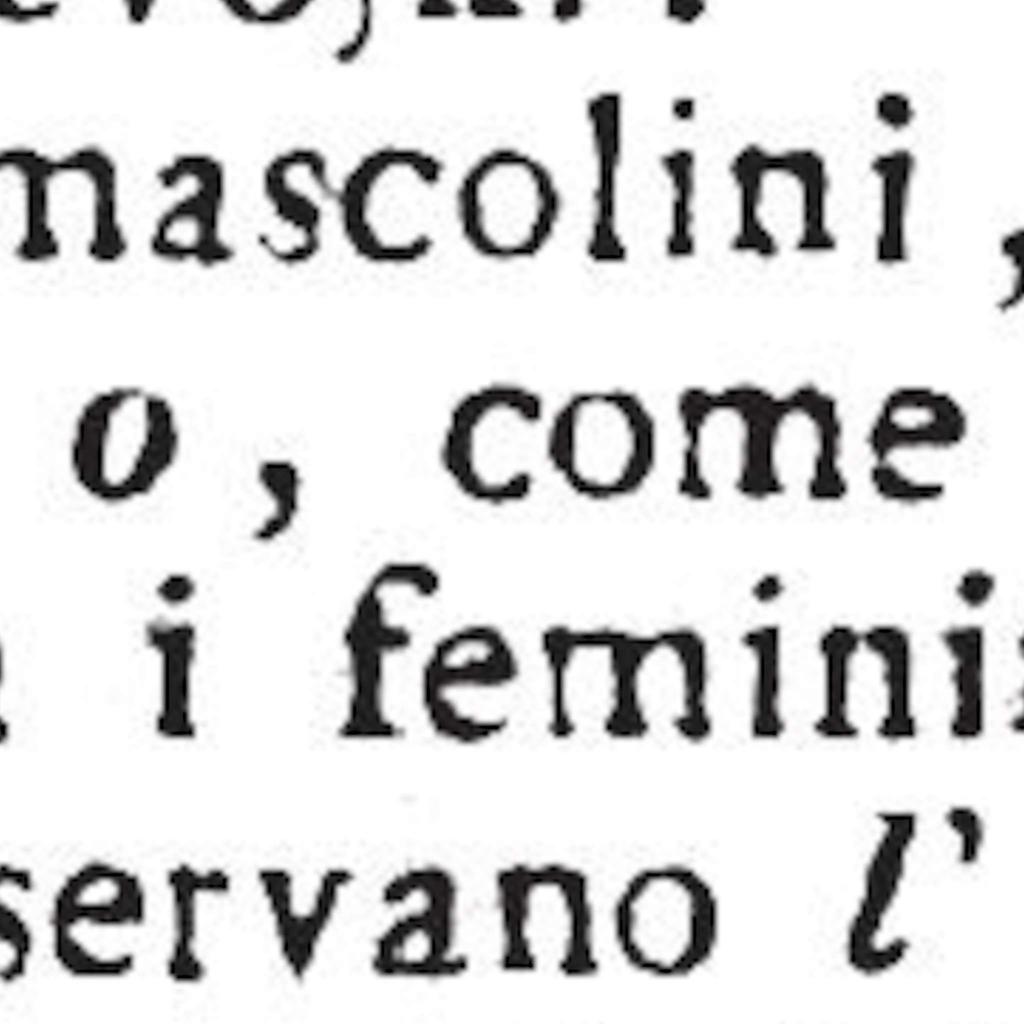 mascolini ,
o , come
i femini
servano l'